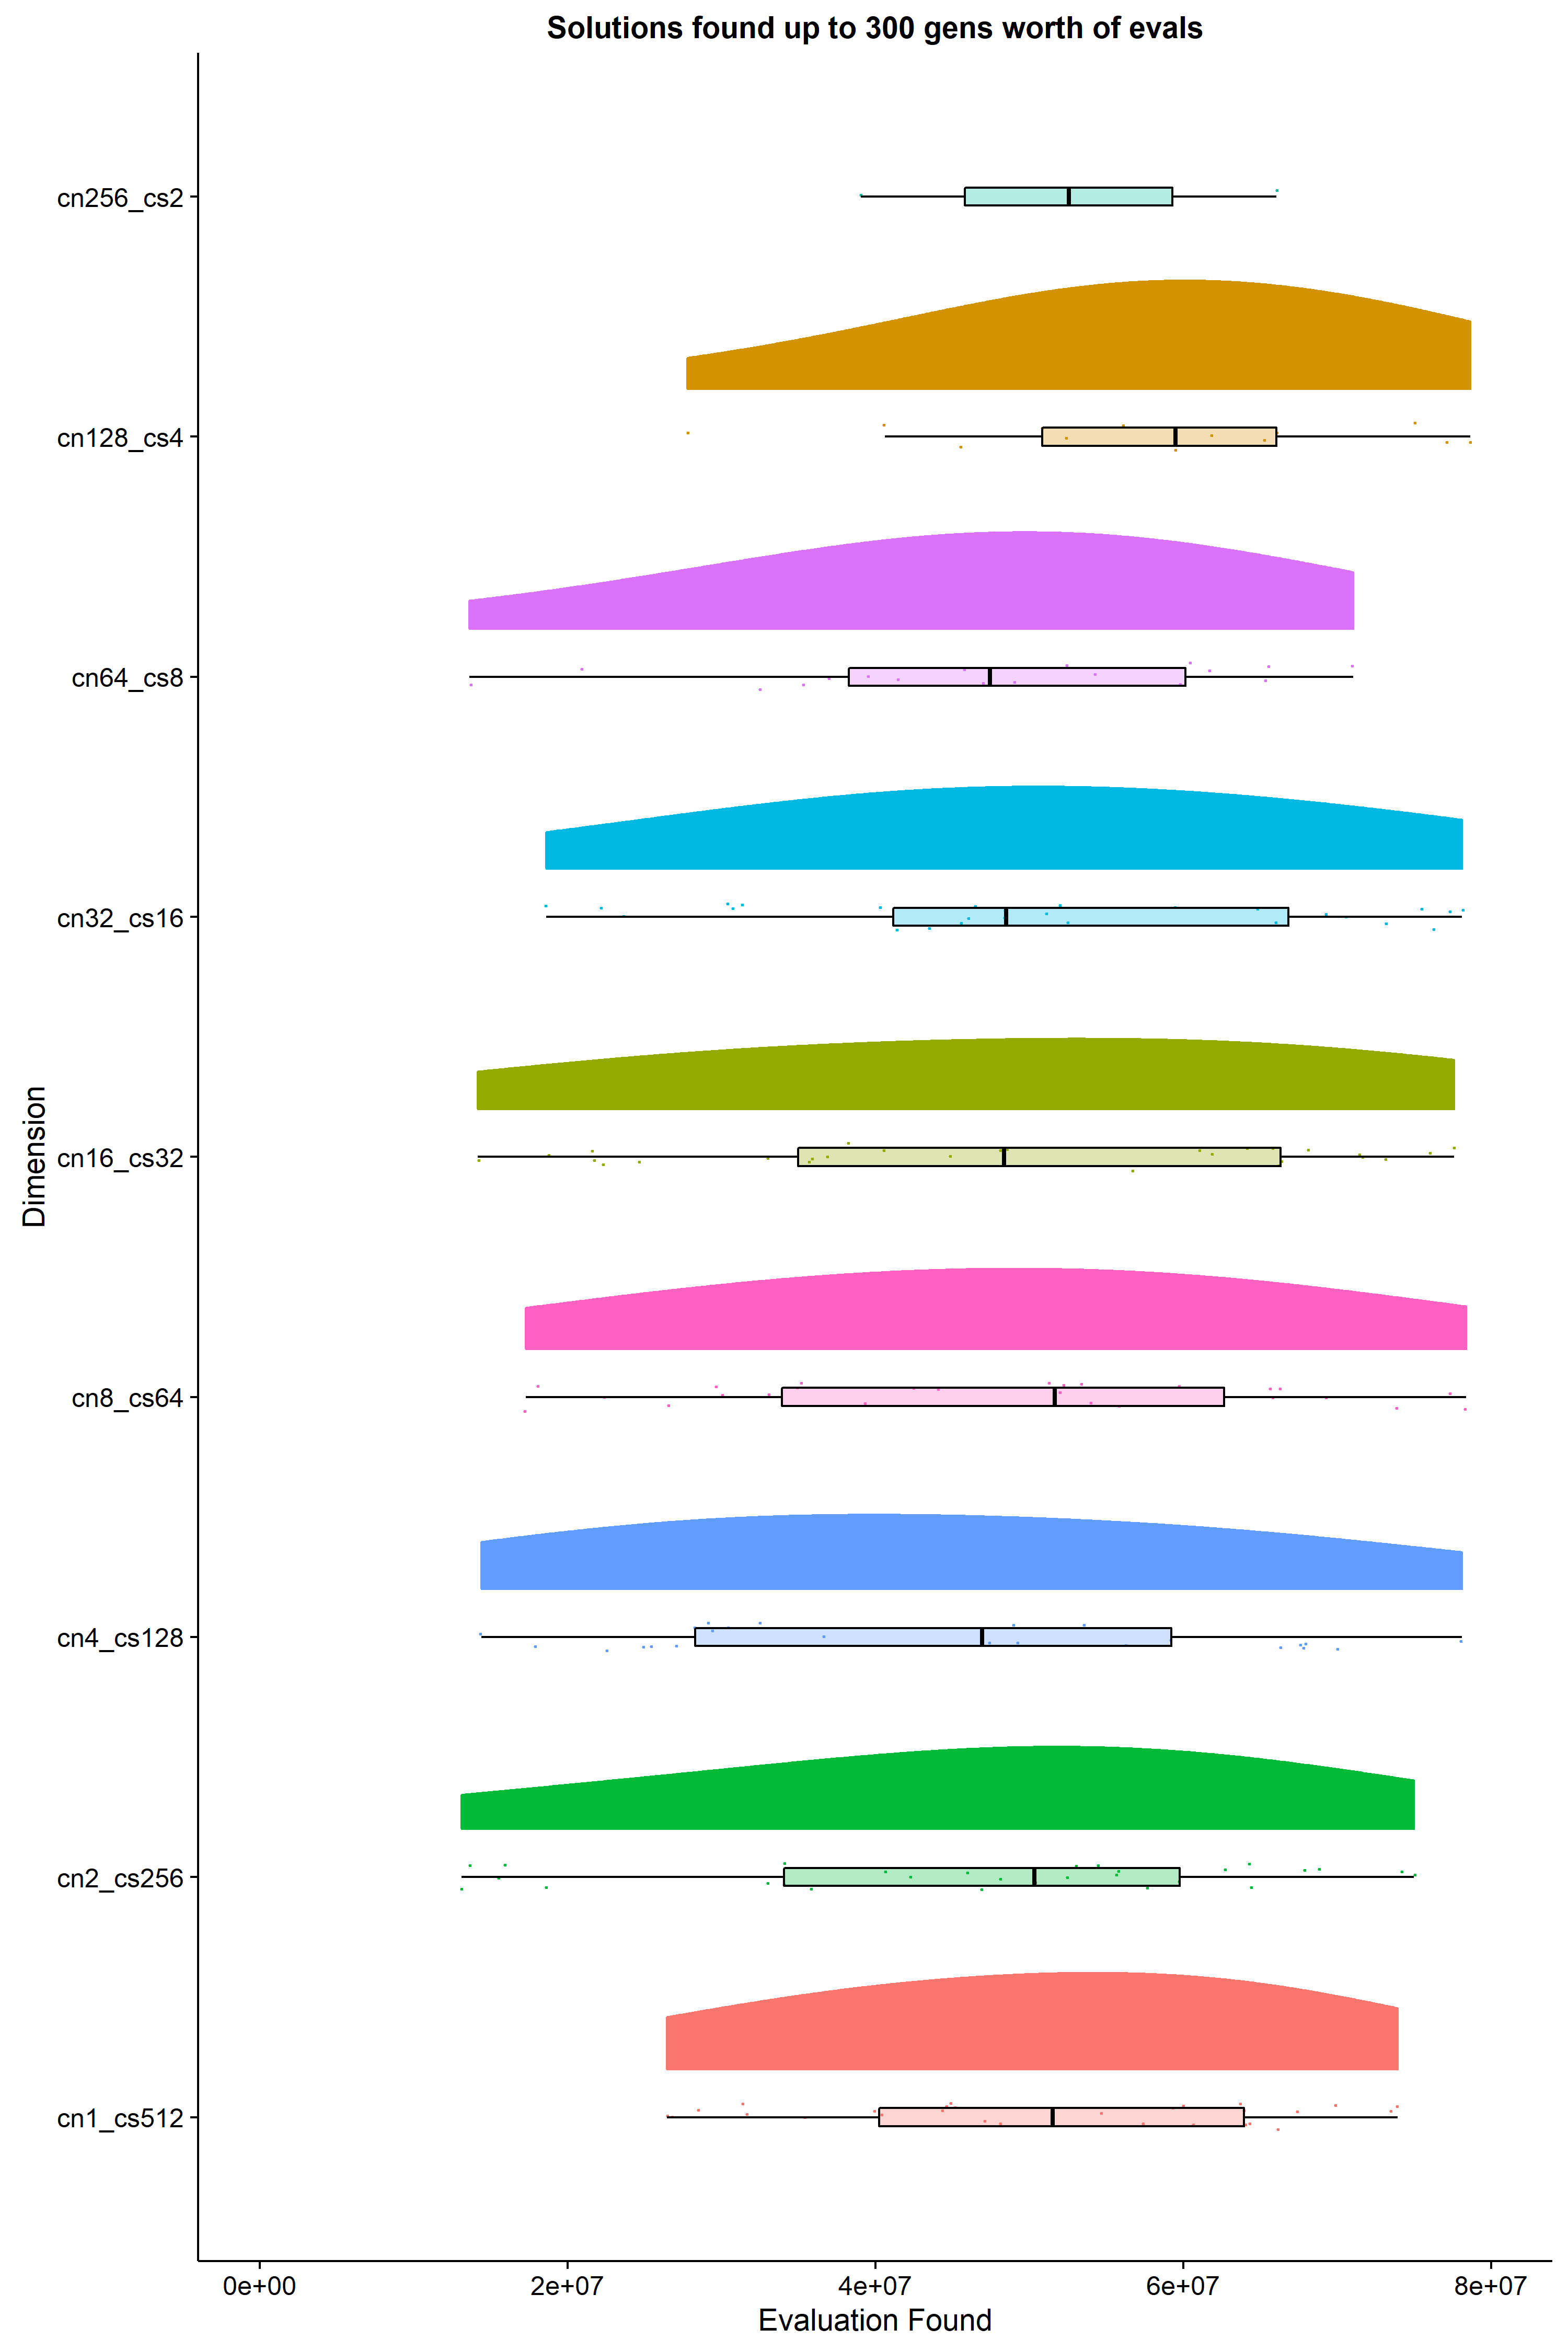 Solutions found up to 300 gens worth of evals
cn256_cs2
cn128_cs4
cn64_cs8
cn32_cs16
cn16_cs32
cn8_cs64
cn4_cs128
cn2_cs256
cn1_cs512
Dimension
0e+00 2e+07 4e+07 6e+07 8e+07
Evaluation Found